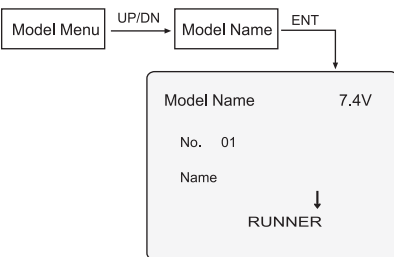 Model Menu UP/DN Model Name ENT
Model Name 7.4V
No. 01
Name
RUNNER